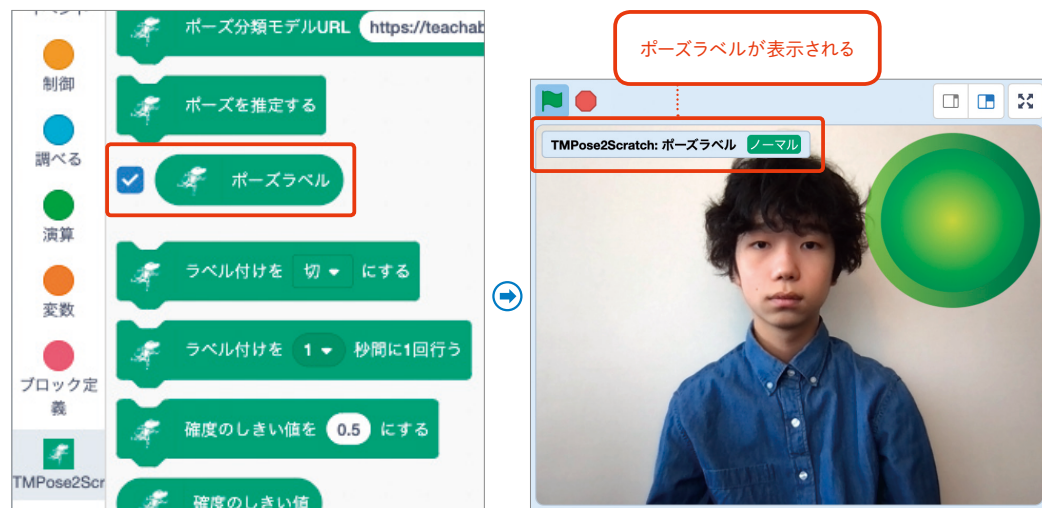 イベント
制御
調べる
演算
変数
ブロック定
義
TMPose2Scr
ポーズ分類モデルURL https://teachab
ポーズを推定する
ポーズラベル
ラベル付けを 切 にする
ラベル付けを 1 秒間に1回行う
確度のしきい値を 0.5 にする
確度のしきい値
ポーズラベルが表示される
TMPose2Scratch: ポーズラベル ノーマル